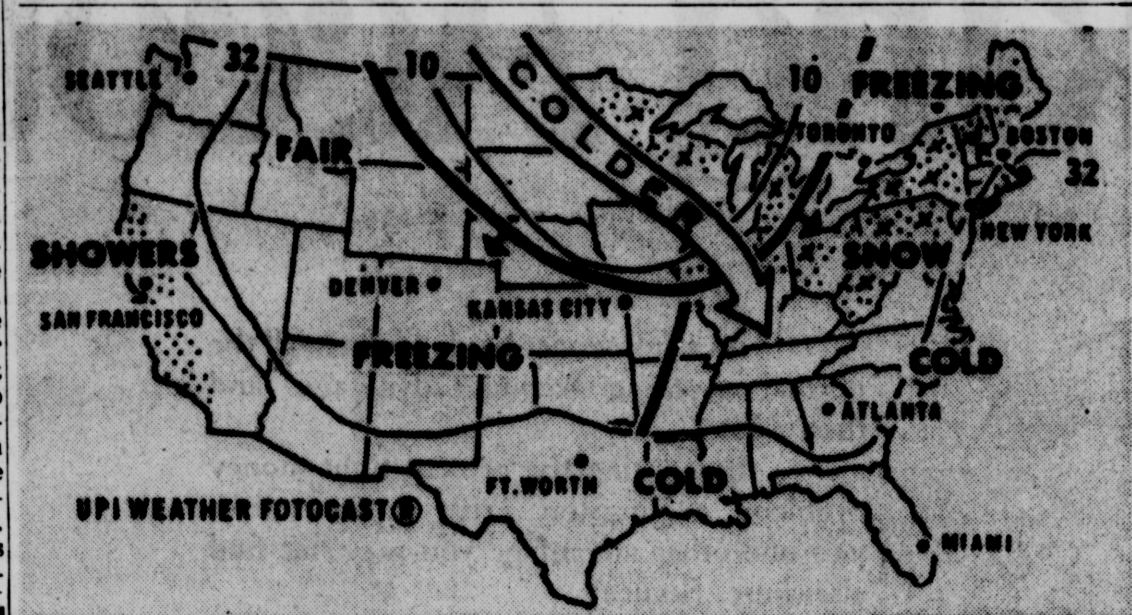 32
10
COLDER
10
FREEZING
SEATTLE
TORONTO
BOSTON
FAIR
32
NEW YORK
SHOWERS
SNOW
DENVER
KANSAS CITY
SAN FRANCISCO
FREEZING
COLD
ATLANTA
FT. WORTH
COLD
UPI WEATHER FOTOCAST ®
MIAMI